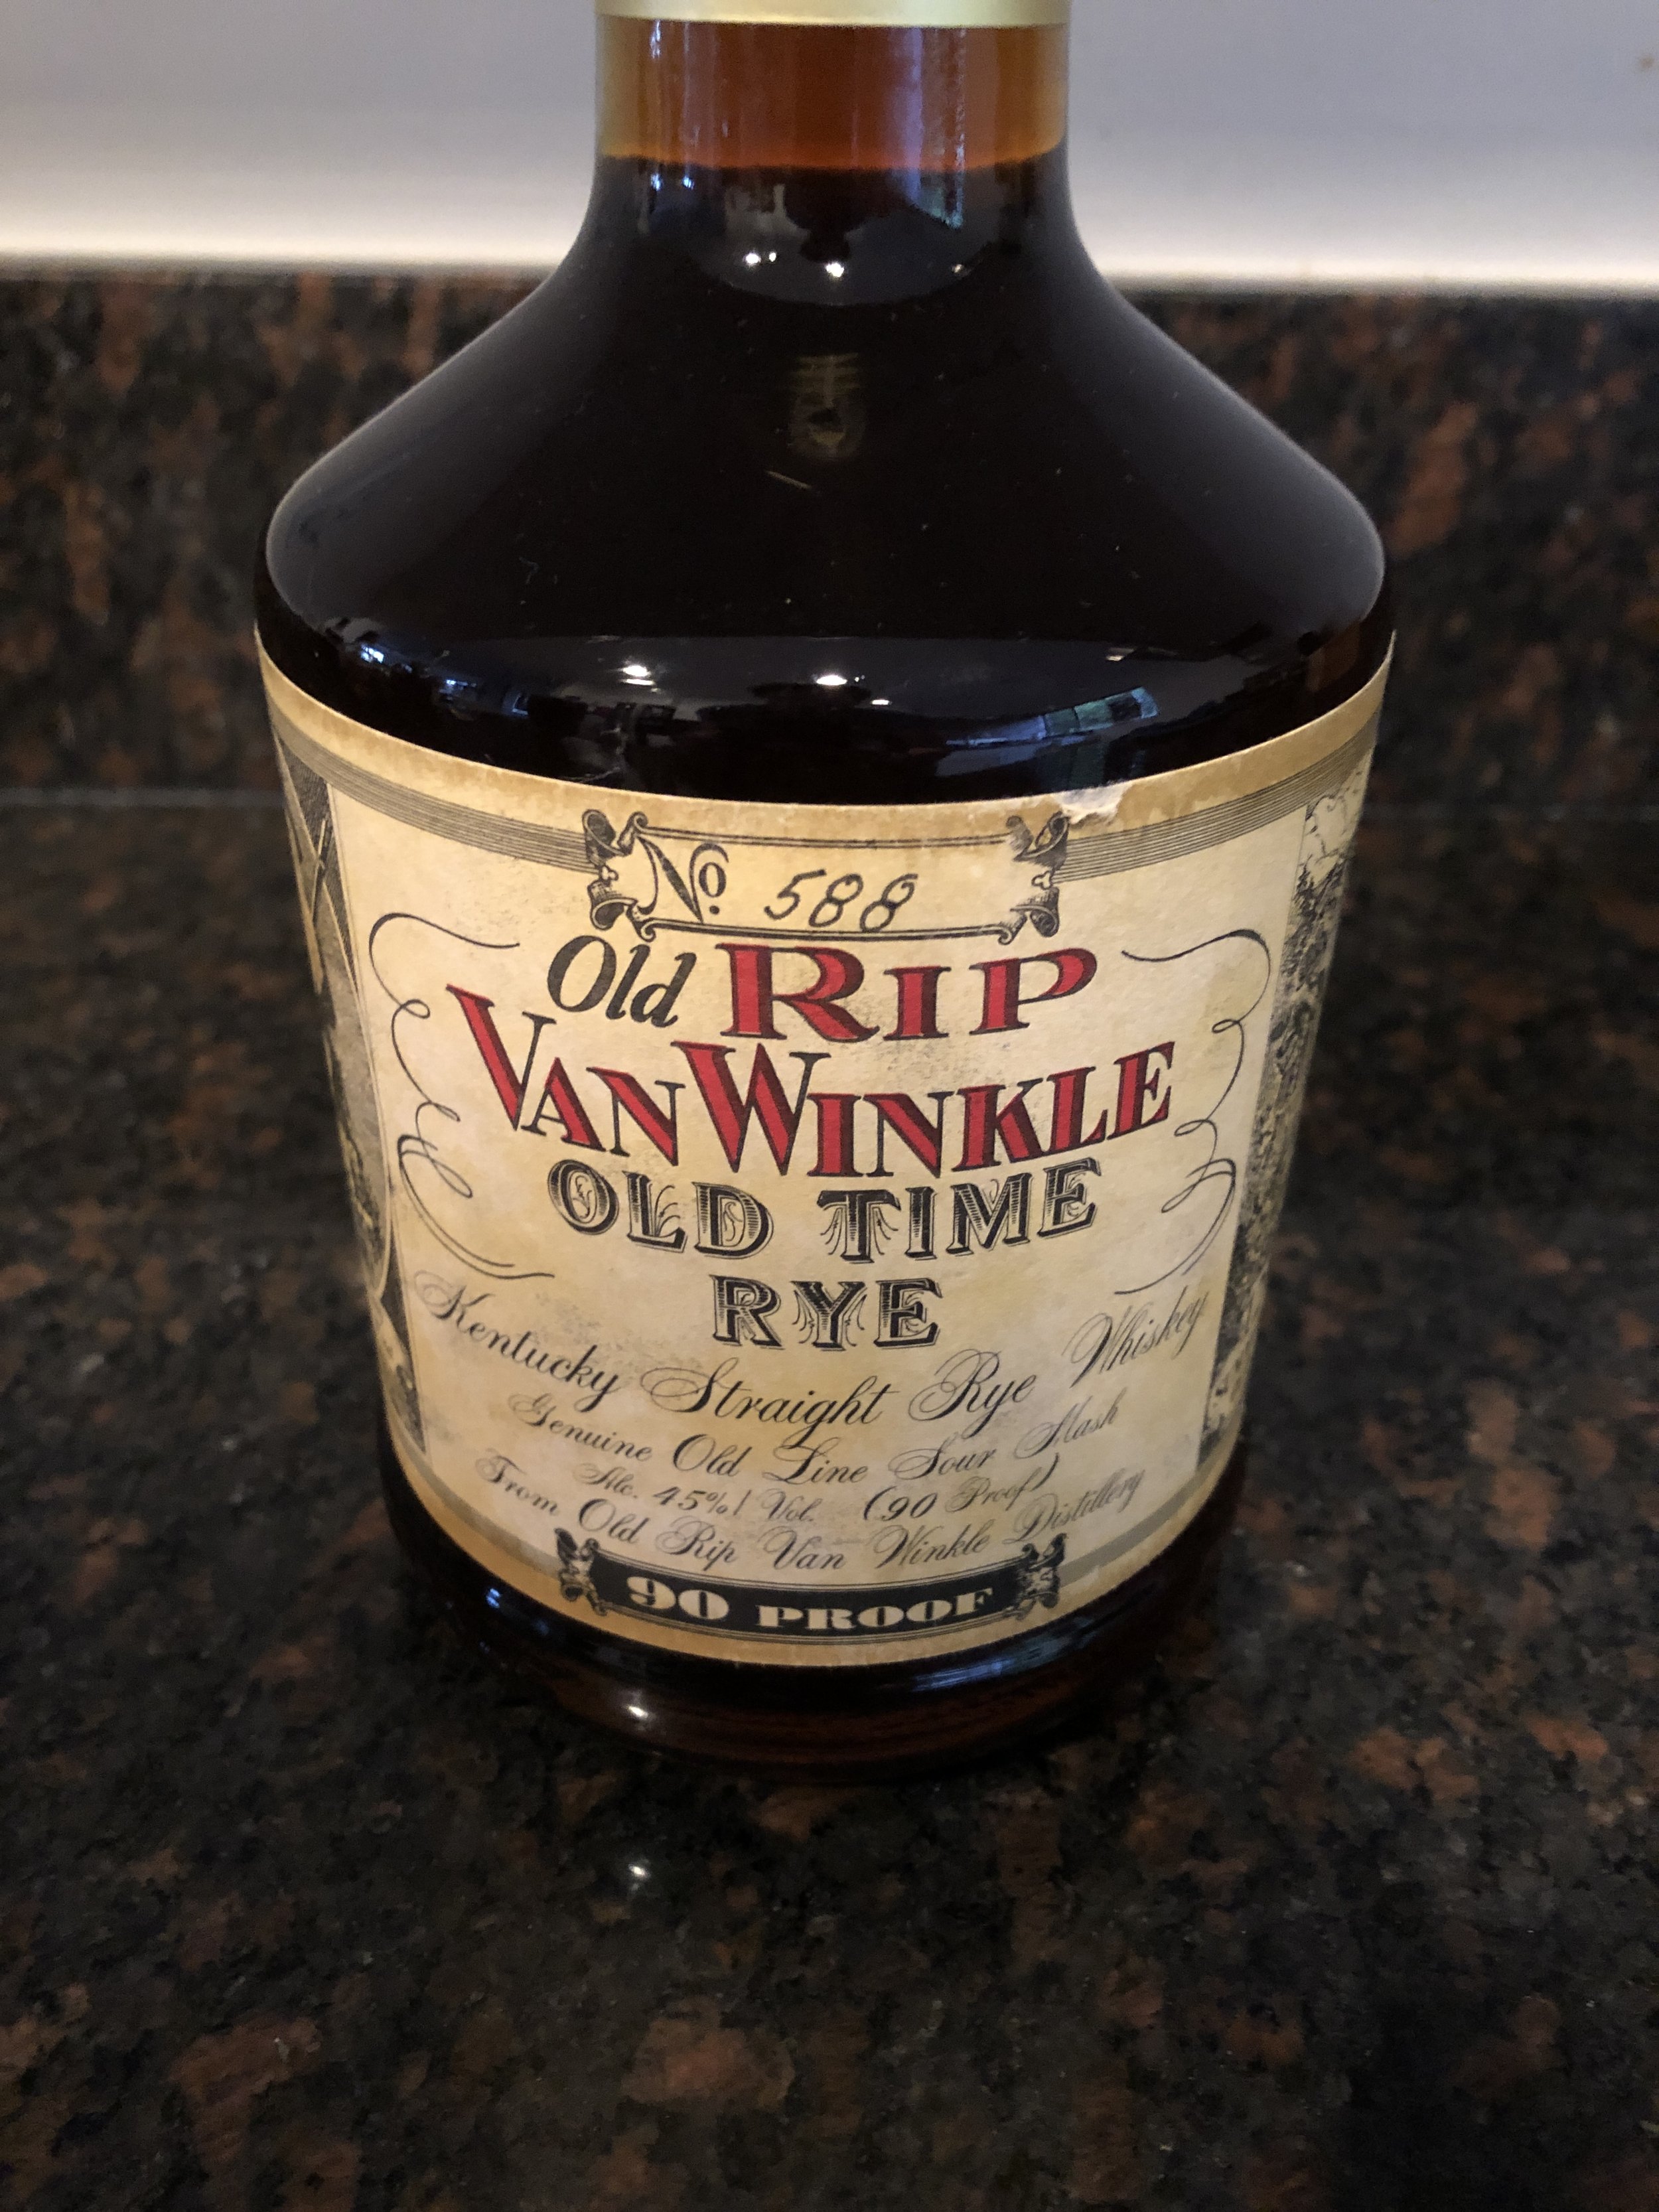 No. 588
Old RIP
VAN WINKLE
OLD TIME
RYE
Kentucky Straight Rye Whiskey
Genuine Old Line Sour Mash
Alc. 45%/Vol. (90 Proof)
From Old Rip Van Winkle Distillery
90 PROOF